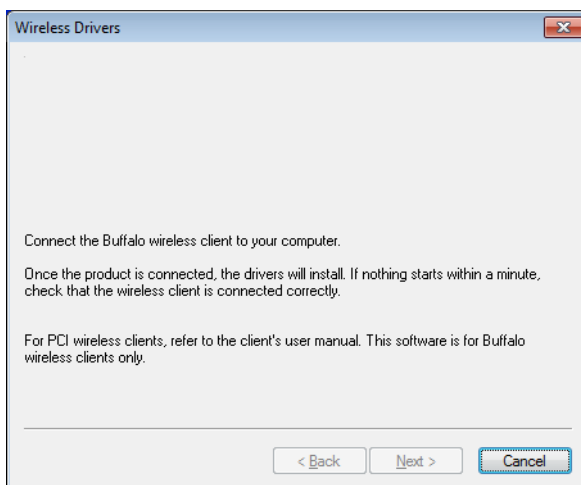 Wireless Drivers
Connect the Buffalo wireless client to your computer.
Once the product is connected, the drivers will install. If nothing starts within a minute,
check that the wireless client is connected correctly.
For PCI wireless clients, refer to the client's user manual. This software is for Buffalo
wireless clients only.
< Back Next > Cancel